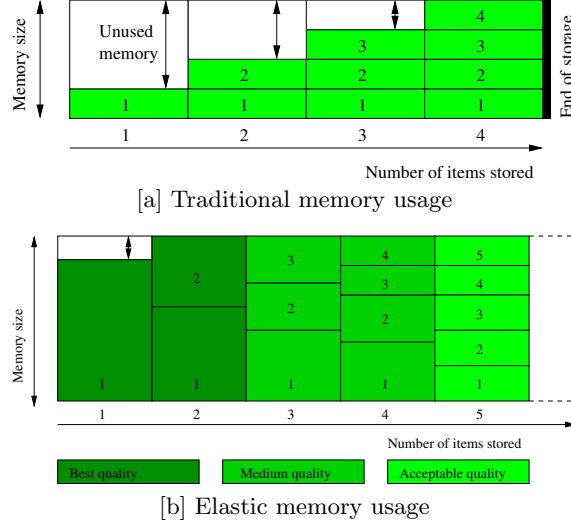 Memory size
Unused
memory
4
3
3
2
2
2
1
1
1
1
End of storage
1
2
3
4
Number of items stored
[a] Traditional memory usage
Memory size
5
4
3
2
4
3
3
2
2
2
1
1
1
1
1
1
2
3
4
5
Number of items stored
Best quality
Medium quality
Acceptable quality
[b] Elastic memory usage